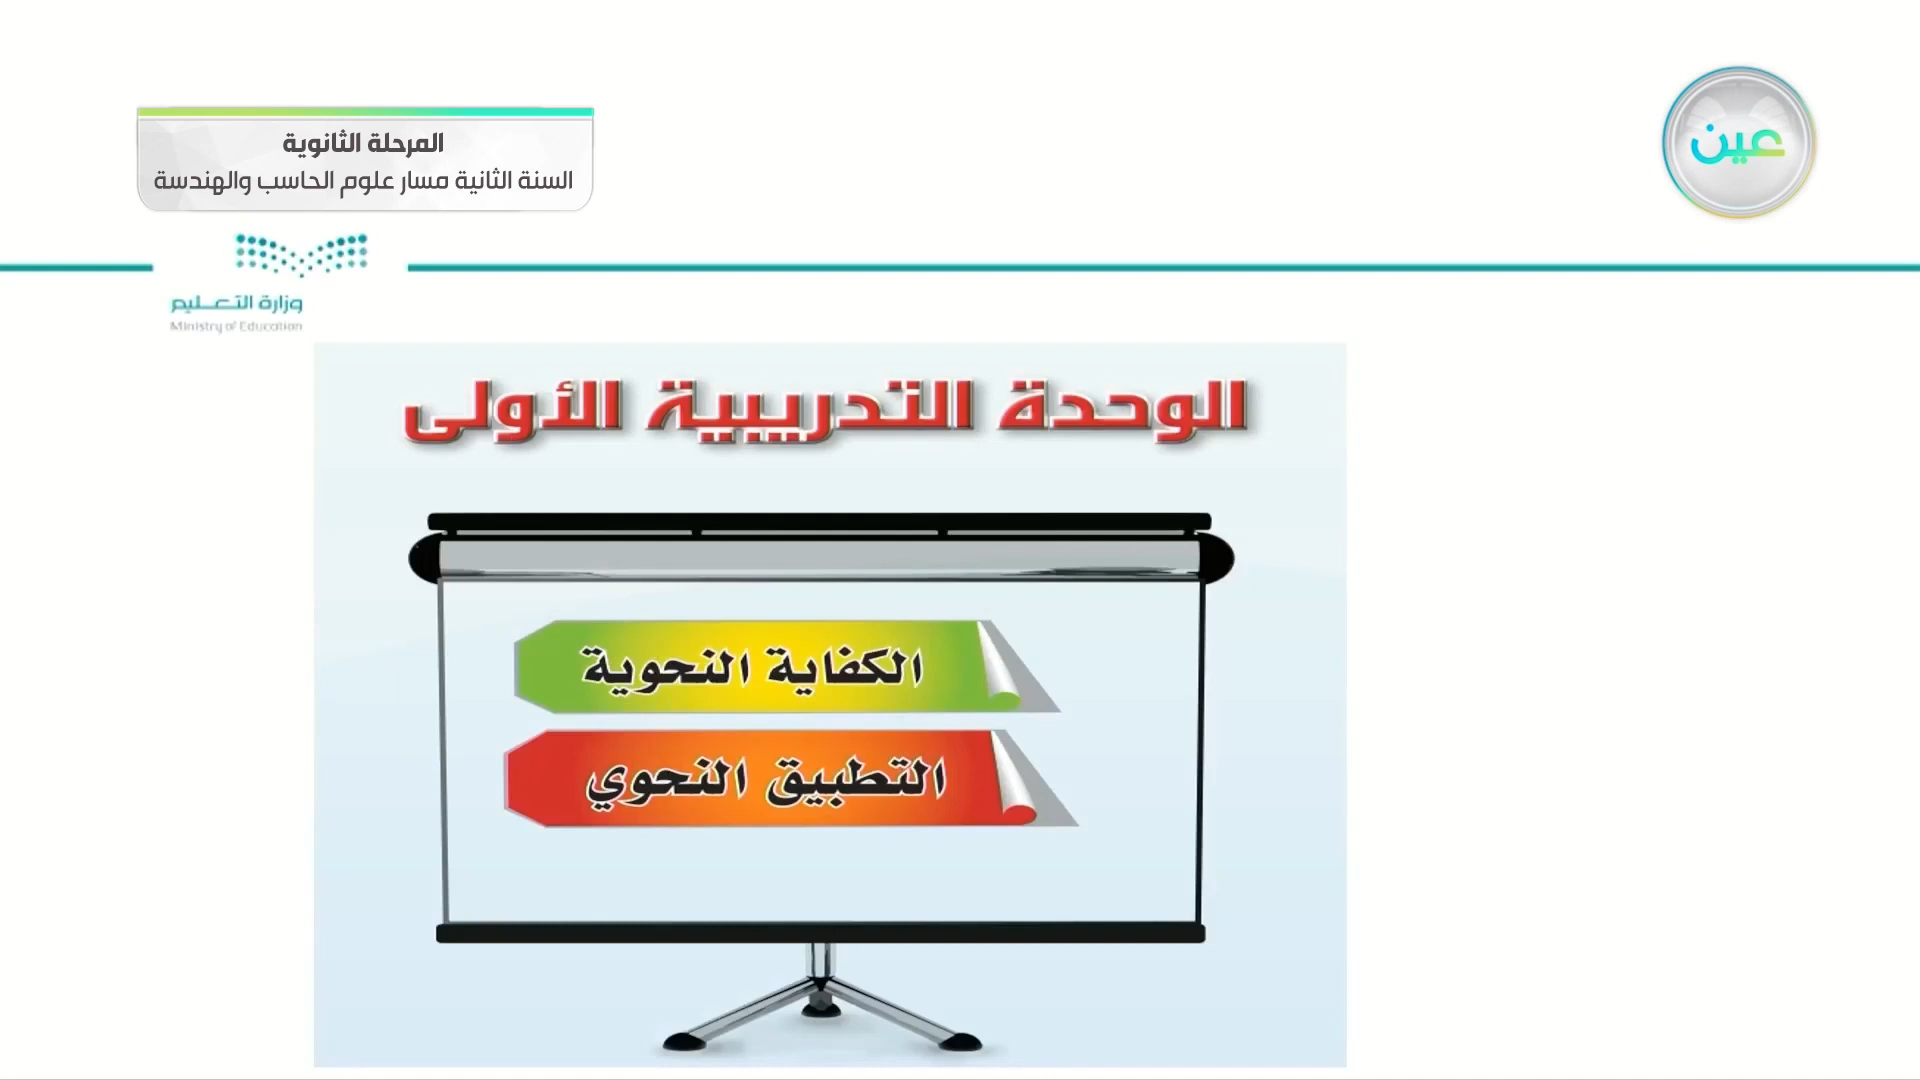 عين
المرحلة الثانوية
السنة الثانية مسار علوم الحاسب والهندسة
وزارة التعليم
Ministry of Education
الوحدة التدريبية الأولى
الكفاية النحوية
التطبيق النحوي